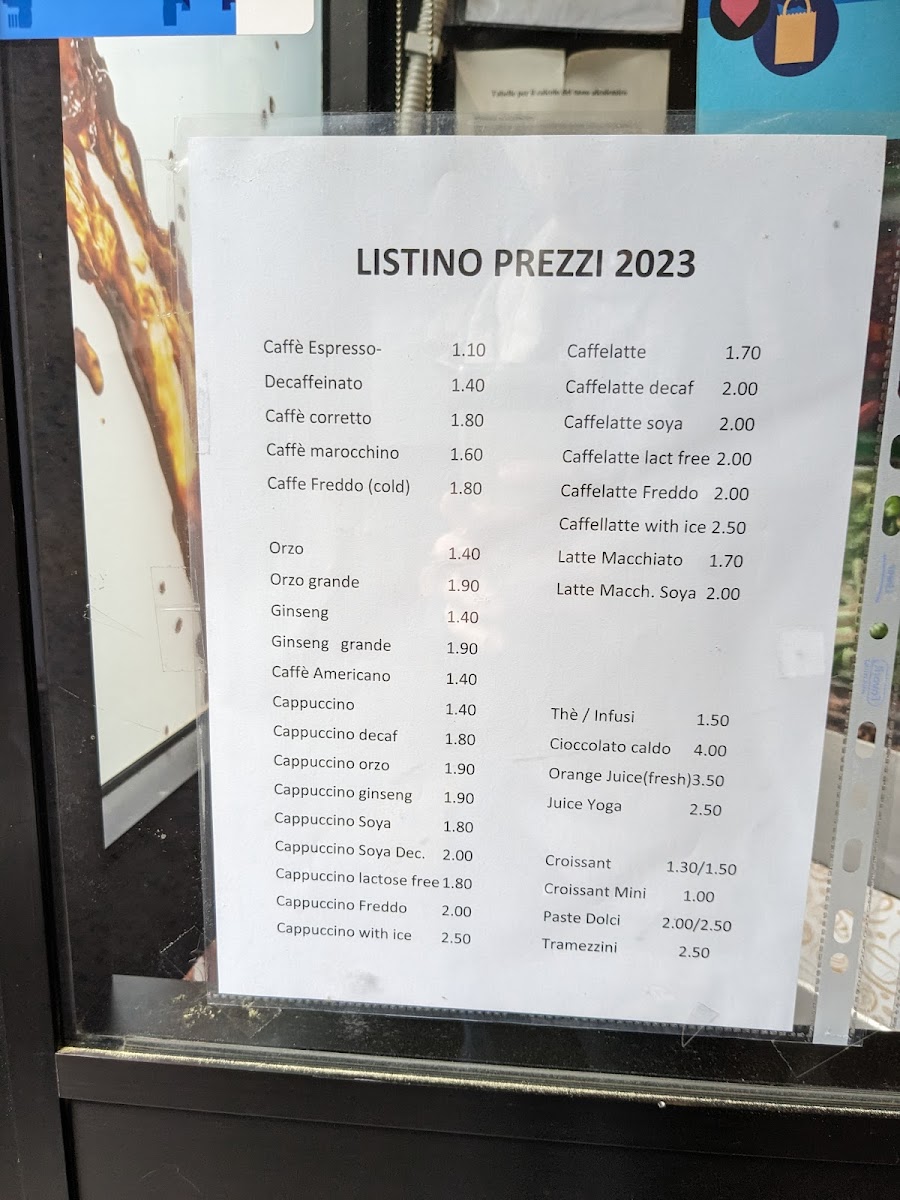 Tabella per il calcolo del tasso alcolemico
LISTINO PREZZI 2023
Caffè Espresso- 1.10
Decaffeinato 1.40
Caffè corretto 1.80
Caffè marocchino 1.60
Caffe Freddo (cold) 1.80
Orzo 1.40
Orzo grande 1.90
Ginseng 1.40
Ginseng grande 1.90
Caffè Americano 1.40
Cappuccino 1.40
Cappuccino decaf 1.80
Cappuccino orzo 1.90
Cappuccino ginseng 1.90
Cappuccino Soya 1.80
Cappuccino Soya Dec. 2.00
Cappuccino lactose free 1.80
Cappuccino Freddo 2.00
Cappuccino with ice 2.50
Caffelatte 1.70
Caffelatte decaf 2.00
Caffelatte soya 2.00
Caffelatte lact free 2.00
Caffelatte Freddo 2.00
Caffellatte with ice 2.50
Latte Macchiato 1.70
Latte Macch. Soya 2.00
Thè / Infusi 1.50
Cioccolato caldo 4.00
Orange Juice(fresh)3.50
Juice Yoga 2.50
Croissant 1.30/1.50
Croissant Mini 1.00
Paste Dolci 2.00/2.50
Tramezzini 2.50